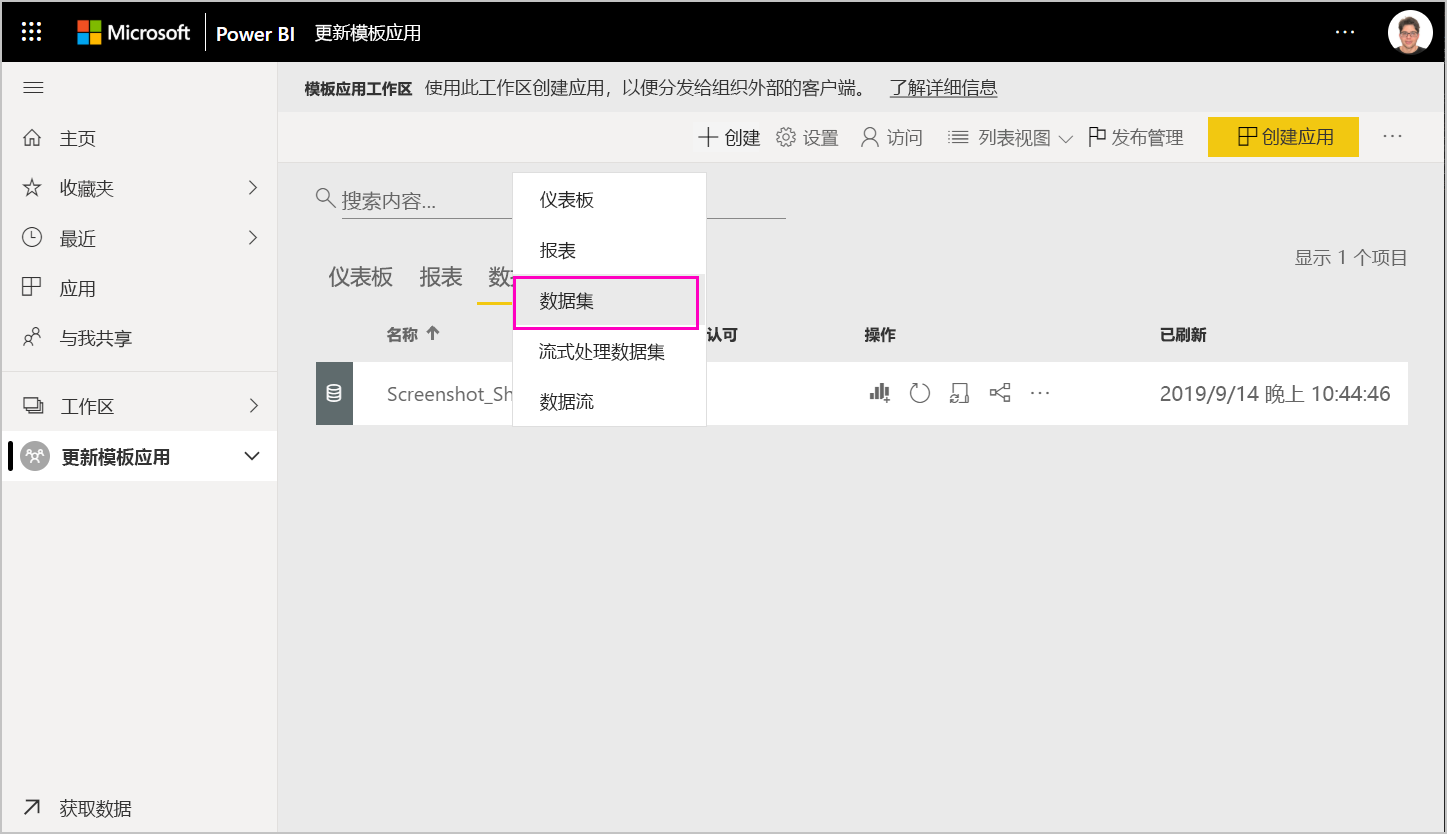 Microsoft Power BI 更新模板应用
模板应用工作区 使用此工作区创建应用，以便分发给组织外部的客户端。 了解详细信息
创建 设置 访问 列表视图 发布管理 创建应用
主页
收藏夹
最近
应用
与我共享
工作区
更新模板应用
获取数据
搜索内容...
仪表板
报表
数据集
流式处理数据集
数据流
显示 1 个项目
仪表板 报表
名称 认可 操作 已刷新
Screenshot_Sh 2019/9/14 晚上 10:44:46